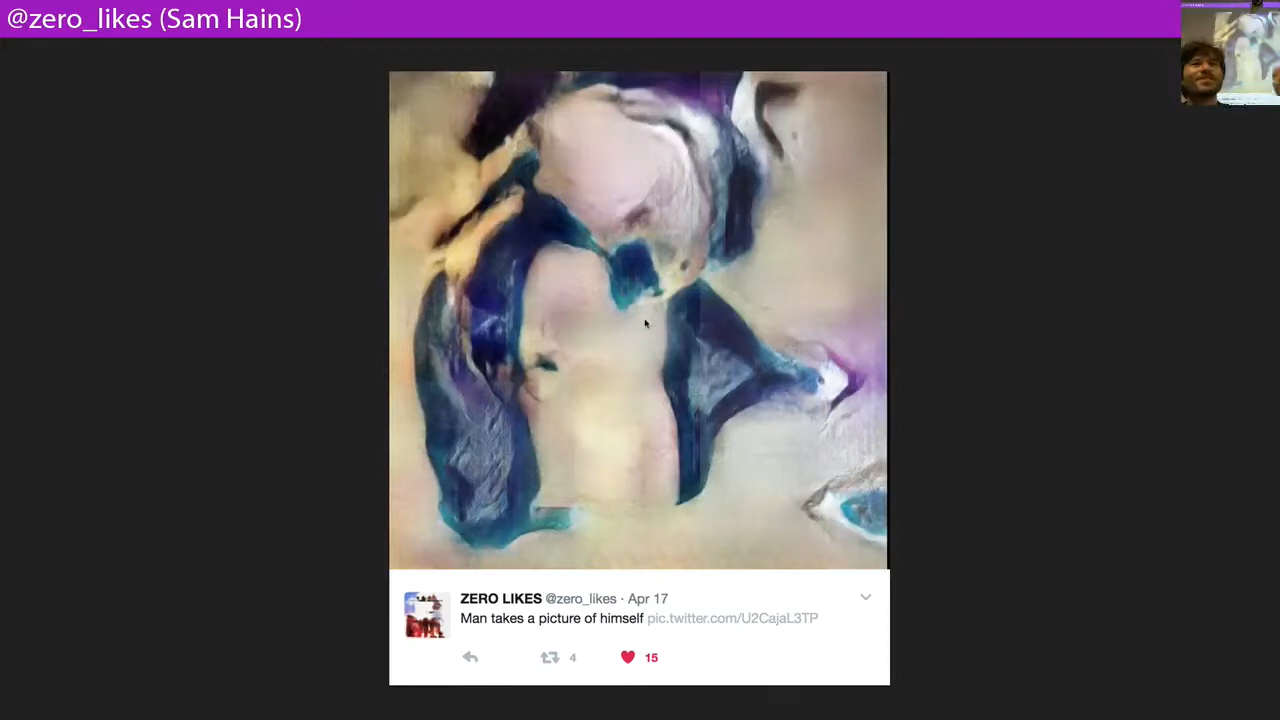 @zero_likes (Sam Hains)
ZERO LIKES @zero_likes · Apr 17
Man takes a picture of himself pic.twitter.com/U2CajaL3TP
4 15